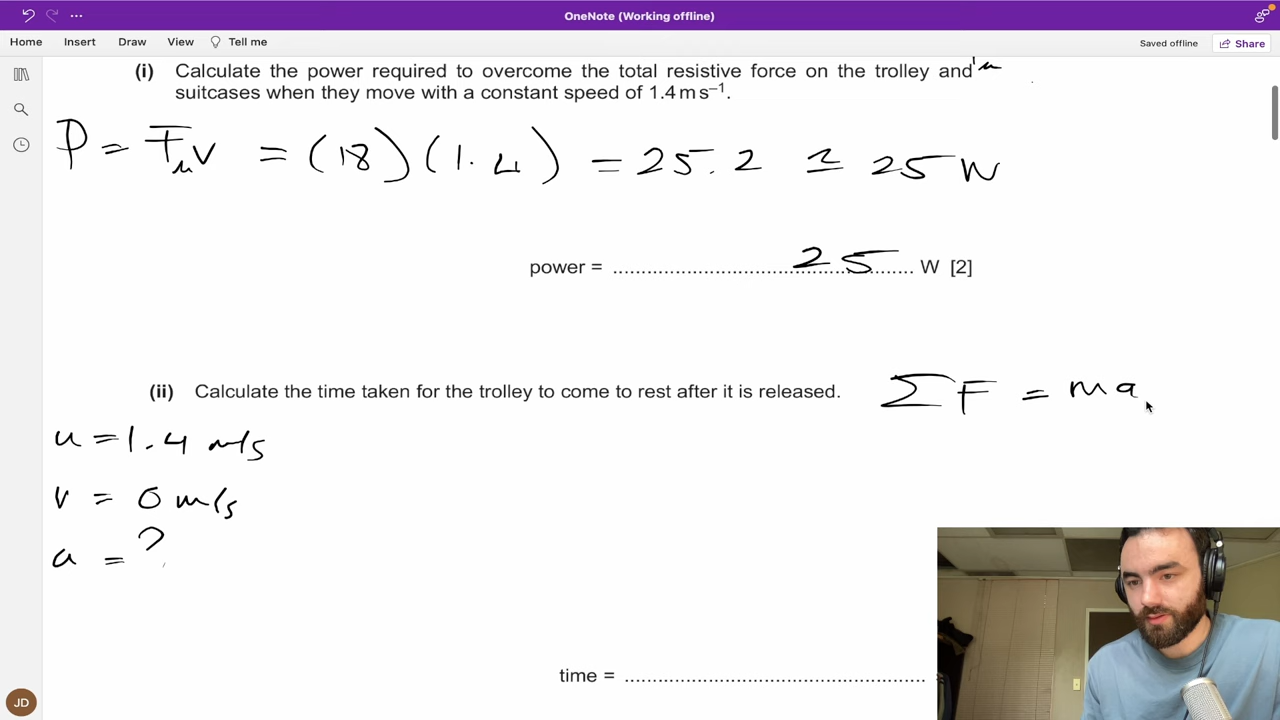 OneNote (Working offline)
Home Insert Draw View Tell me
Saved offline
Share
(i) Calculate the power required to overcome the total resistive force on the trolley and
suitcases when they move with a constant speed of 1.4 m s⁻¹.
P = Fμv = (18)(1.4) = 25.2 ≈ 25 W
power = 25 W [2]
(ii) Calculate the time taken for the trolley to come to rest after it is released.
ΣF = ma
u = 1.4 m/s
v = 0 m/s
a = ?
time =
JD